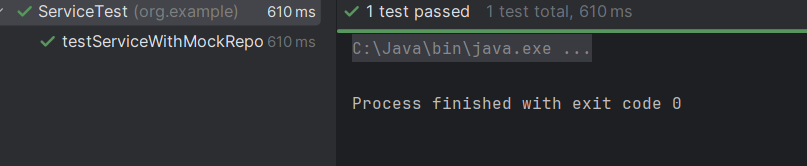 ServiceTest (org.example) 610 ms
testServiceWithMockRepo 610 ms
1 test passed 1 test total, 610 ms
C:\Java\bin\java.exe ...
Process finished with exit code 0